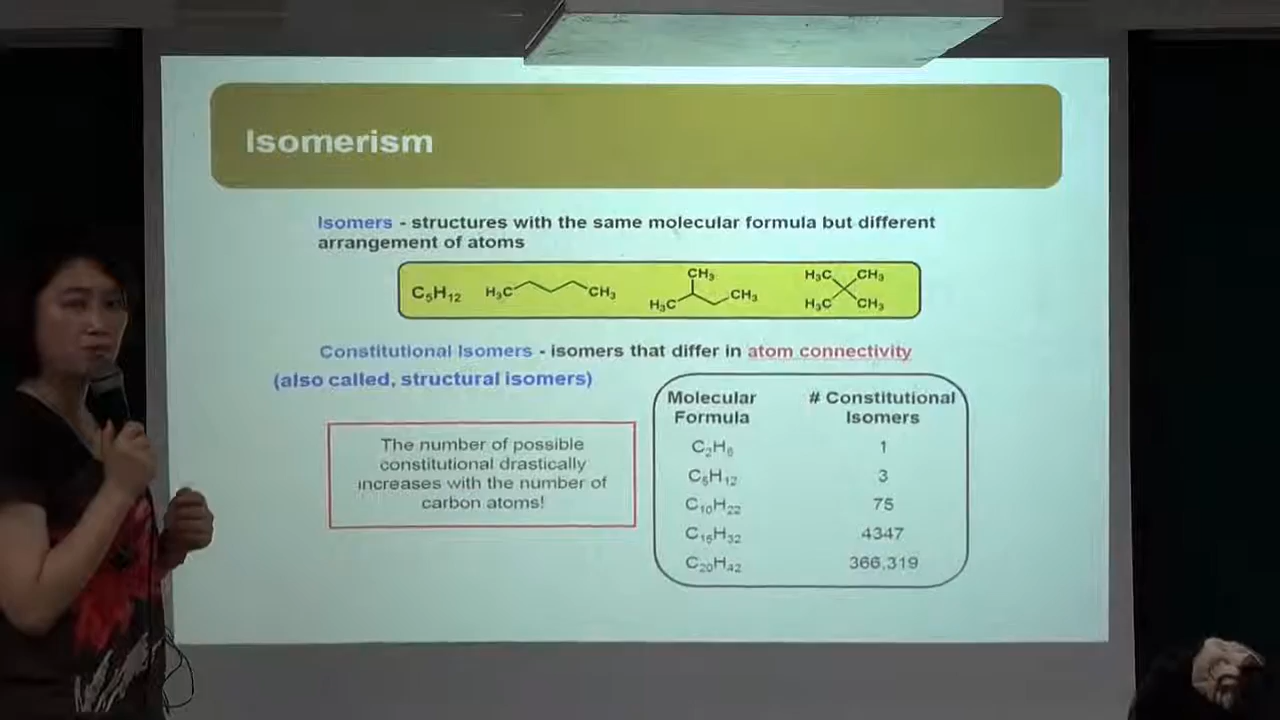 Isomerism
Isomers - structures with the same molecular formula but different
arrangement of atoms
C₅H₁₂
H₃C
CH₃
CH₃
H₃C
CH₃
H₃C
CH₃
H₃C
CH₃
Constitutional Isomers - isomers that differ in atom connectivity
(also called, structural isomers)
The number of possible
constitutional drastically
increases with the number of
carbon atoms!
Molecular
Formula
# Constitutional
Isomers
C₂H₆ 1
C₅H₁₂ 3
C₁₀H₂₂ 75
C₁₅H₃₂ 4347
C₂₀H₄₂ 366,319